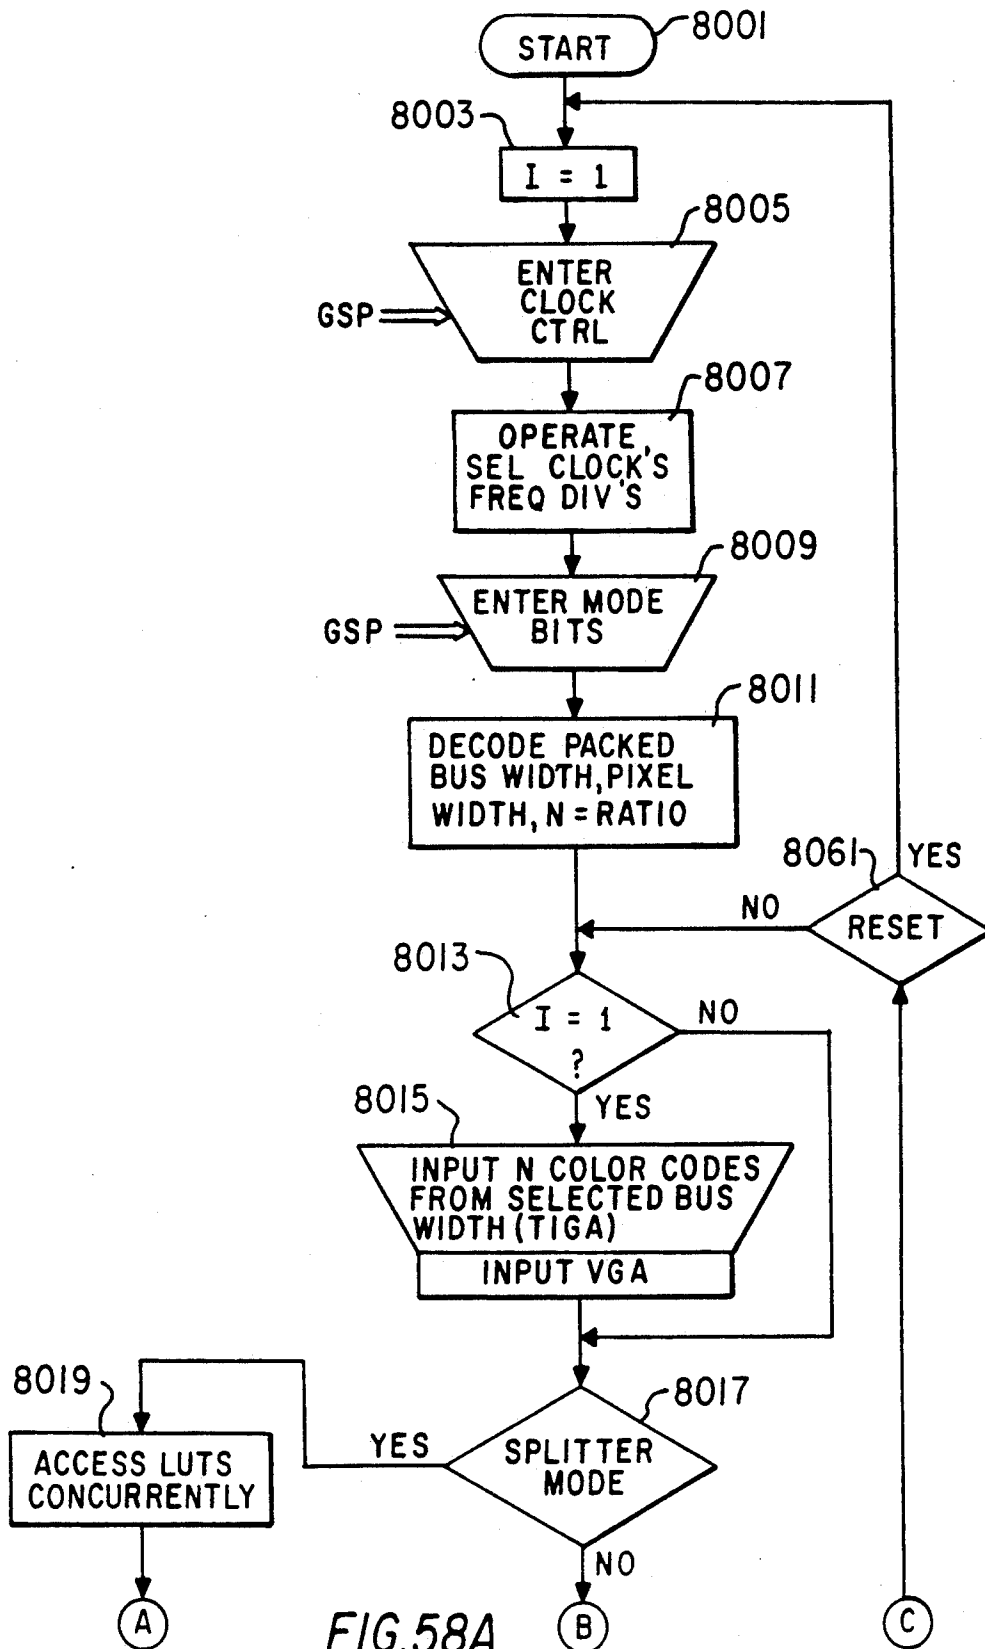 START
8001
8003
I = 1
8005
ENTER
CLOCK
CTRL
GSP
8007
OPERATE,
SEL CLOCK'S
FREQ DIV'S
8009
ENTER MODE
BITS
GSP
8011
DECODE PACKED
BUS WIDTH, PIXEL
WIDTH, N = RATIO
8061
YES
NO
RESET
8013
I = 1
?
NO
YES
8015
INPUT N COLOR CODES
FROM SELECTED BUS
WIDTH (TIGA)
INPUT VGA
8019
8017
YES
SPLITTER
MODE
ACCESS LUTS
CONCURRENTLY
NO
A
FIG.58A
B
C